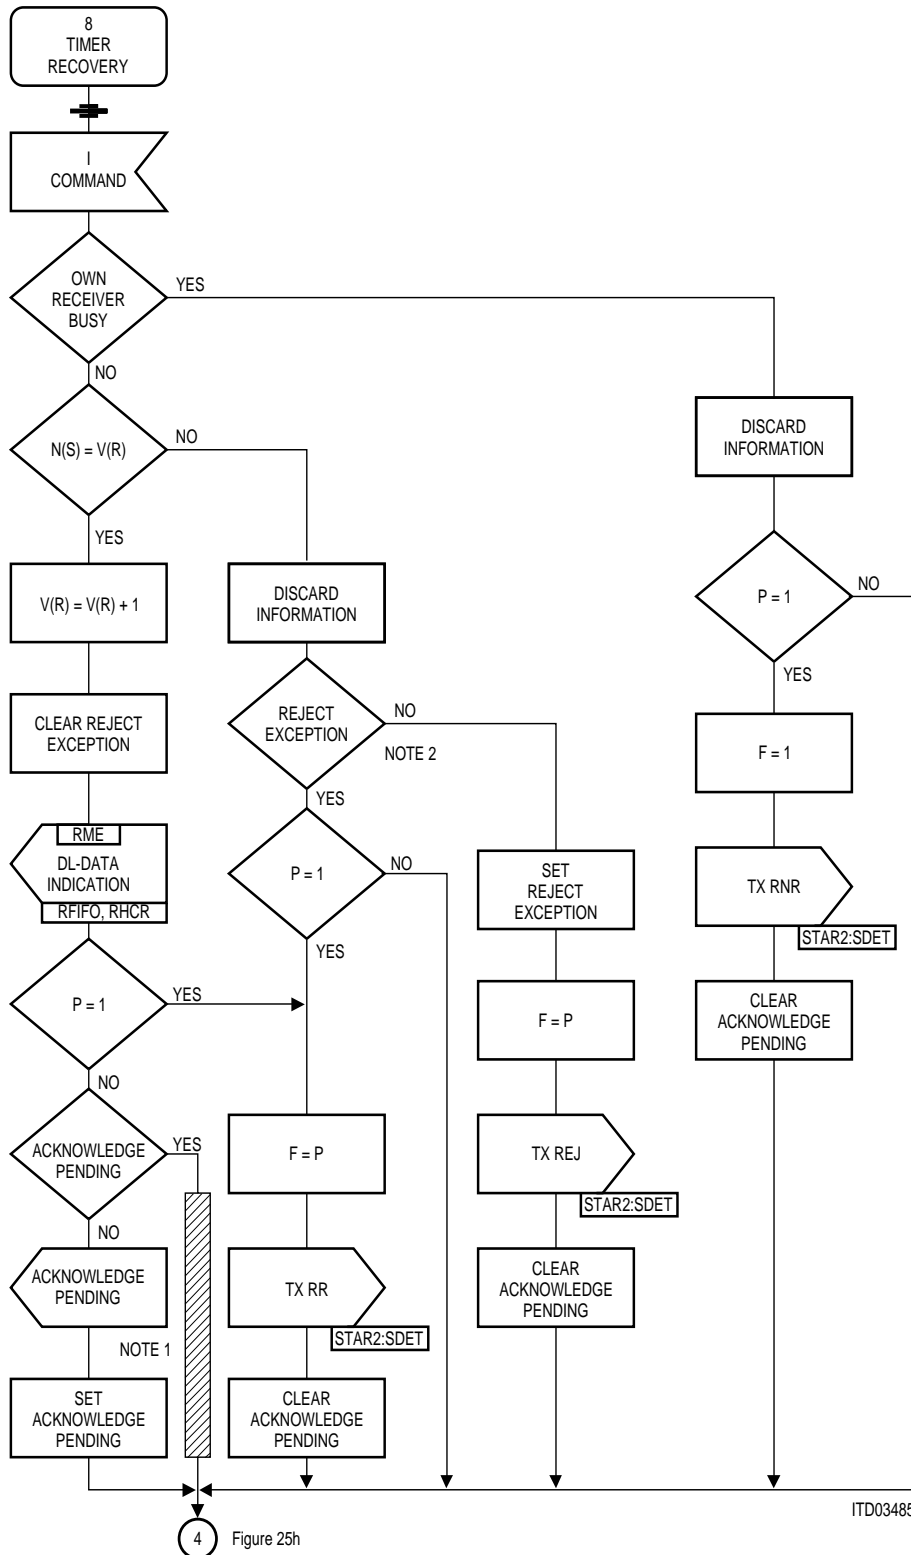 8
TIMER
RECOVERY
I
COMMAND
OWN
RECEIVER
BUSY
YES
NO
N(S) = V(R)
NO
YES
DISCARD
INFORMATION
P = 1
NO
YES
V(R) = V(R) + 1
DISCARD
INFORMATION
CLEAR REJECT
EXCEPTION
REJECT
EXCEPTION
NO
NOTE 2
YES
F = 1
RME
DL-DATA
INDICATION
RFIFO, RHCR
P = 1
NO
YES
SET
REJECT
EXCEPTION
TX RNR
STAR2:SDET
P = 1
YES
NO
F = P
CLEAR
ACKNOWLEDGE
PENDING
ACKNOWLEDGE
PENDING
YES
NO
F = P
TX REJ
STAR2:SDET
ACKNOWLEDGE
PENDING
NOTE 1
TX RR
STAR2:SDET
CLEAR
ACKNOWLEDGE
PENDING
SET
ACKNOWLEDGE
PENDING
CLEAR
ACKNOWLEDGE
PENDING
4
Figure 25h
ITD03485